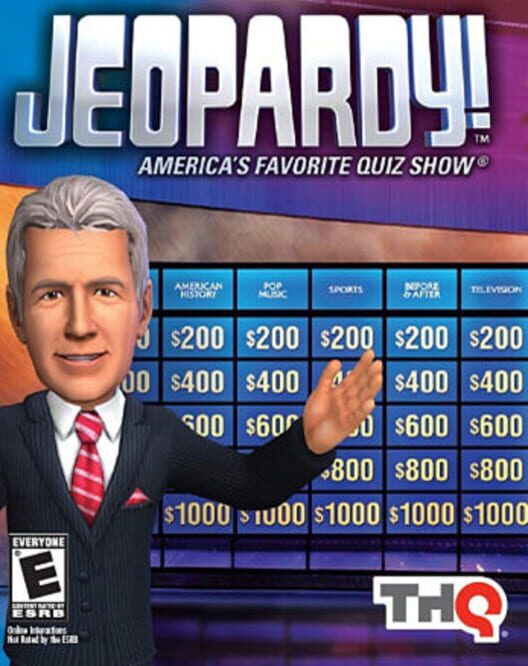 JEOPARDY!
TM
AMERICA'S FAVORITE QUIZ SHOW®
AMERICAN HISTORY
POP MUSIC
SPORTS
BEFORE & AFTER
TELEVISION
$200 $200 $200 $200 $200
00 $400 $400 $400 $400
600 $600 $600 $600
$800 $800 $800
$1000 $1000 $1000 $1000 $1000
EVERYONE
E
CONTENT RATED BY
ESRB
Online Interactions
Not Rated by the ESRB
THQ